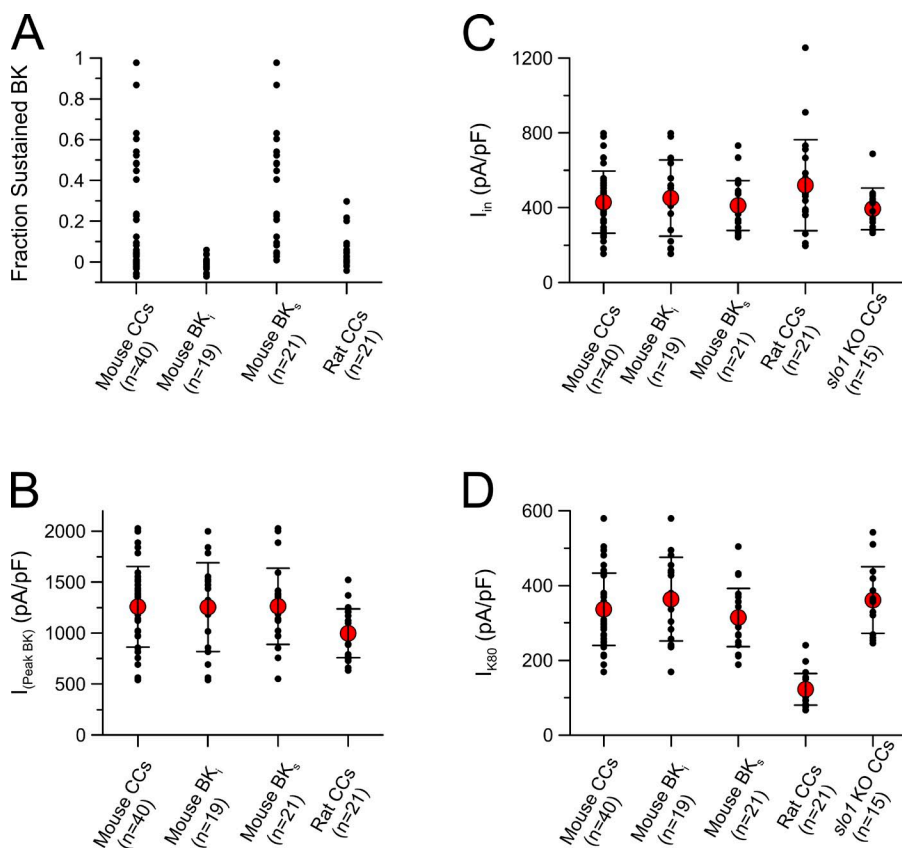 A
Fraction Sustained BK
1
0.8
0.6
0.4
0.2
0
Mouse CCs
(n=40)
Mouse BKi
(n=19)
Mouse BKs
(n=21)
Rat CCs
(n=21)
B
I(Peak BK) (pA/pF)
2000
1500
1250
1000
500
0
Mouse CCs
(n=40)
Mouse BKi
(n=19)
Mouse BKs
(n=21)
Rat CCs
(n=21)
C
Iin (pA/pF)
1200
800
400
0
Mouse CCs
(n=40)
Mouse BKi
(n=19)
Mouse BKs
(n=21)
Rat CCs
(n=21)
slo1 KO CCs
(n=15)
D
IK80 (pA/pF)
600
400
200
0
Mouse CCs
(n=40)
Mouse BKi
(n=19)
Mouse BKs
(n=21)
Rat CCs
(n=21)
slo1 KO CCs
(n=15)